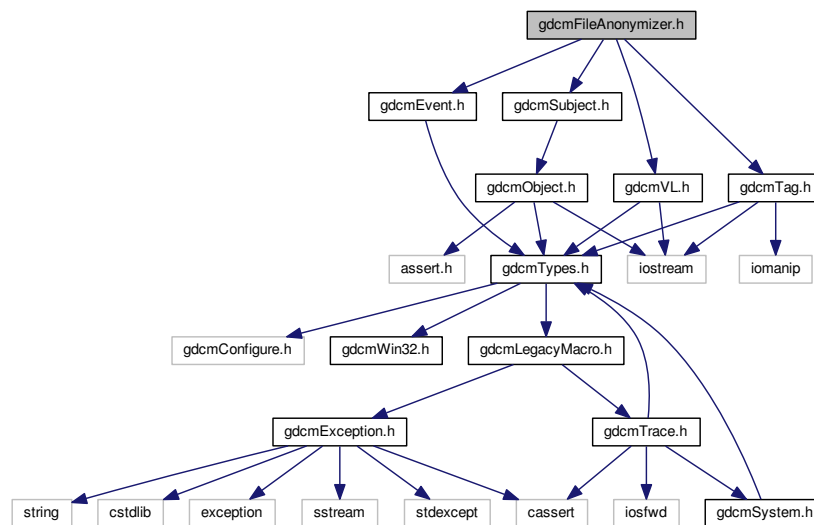 gdcmFileAnonymizer.h
gdcmEvent.h
gdcmSubject.h
gdcmObject.h
gdcmVL.h
gdcmTag.h
assert.h
gdcmTypes.h
iostream
iomanip
gdcmConfigure.h
gdcmWin32.h
gdcmLegacyMacro.h
gdcmException.h
gdcmTrace.h
string
cstdlib
exception
sstream
stdexcept
cassert
iosfwd
gdcmSystem.h